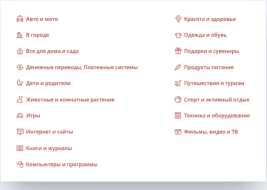 Авто и мото
В городе
Все для дома и сада
Денежные переводы, Платежные системы
Дети и родители
Животные и комнатные растения
Игры
Интернет и сайты
Книги и журналы
Компьютеры и программы
Красота и здоровье
Одежда и обувь
Подарки и сувениры
Продукты питания
Путешествия и туризм
Спорт и активный отдых
Техника и оборудование
Фильмы, видео и ТВ